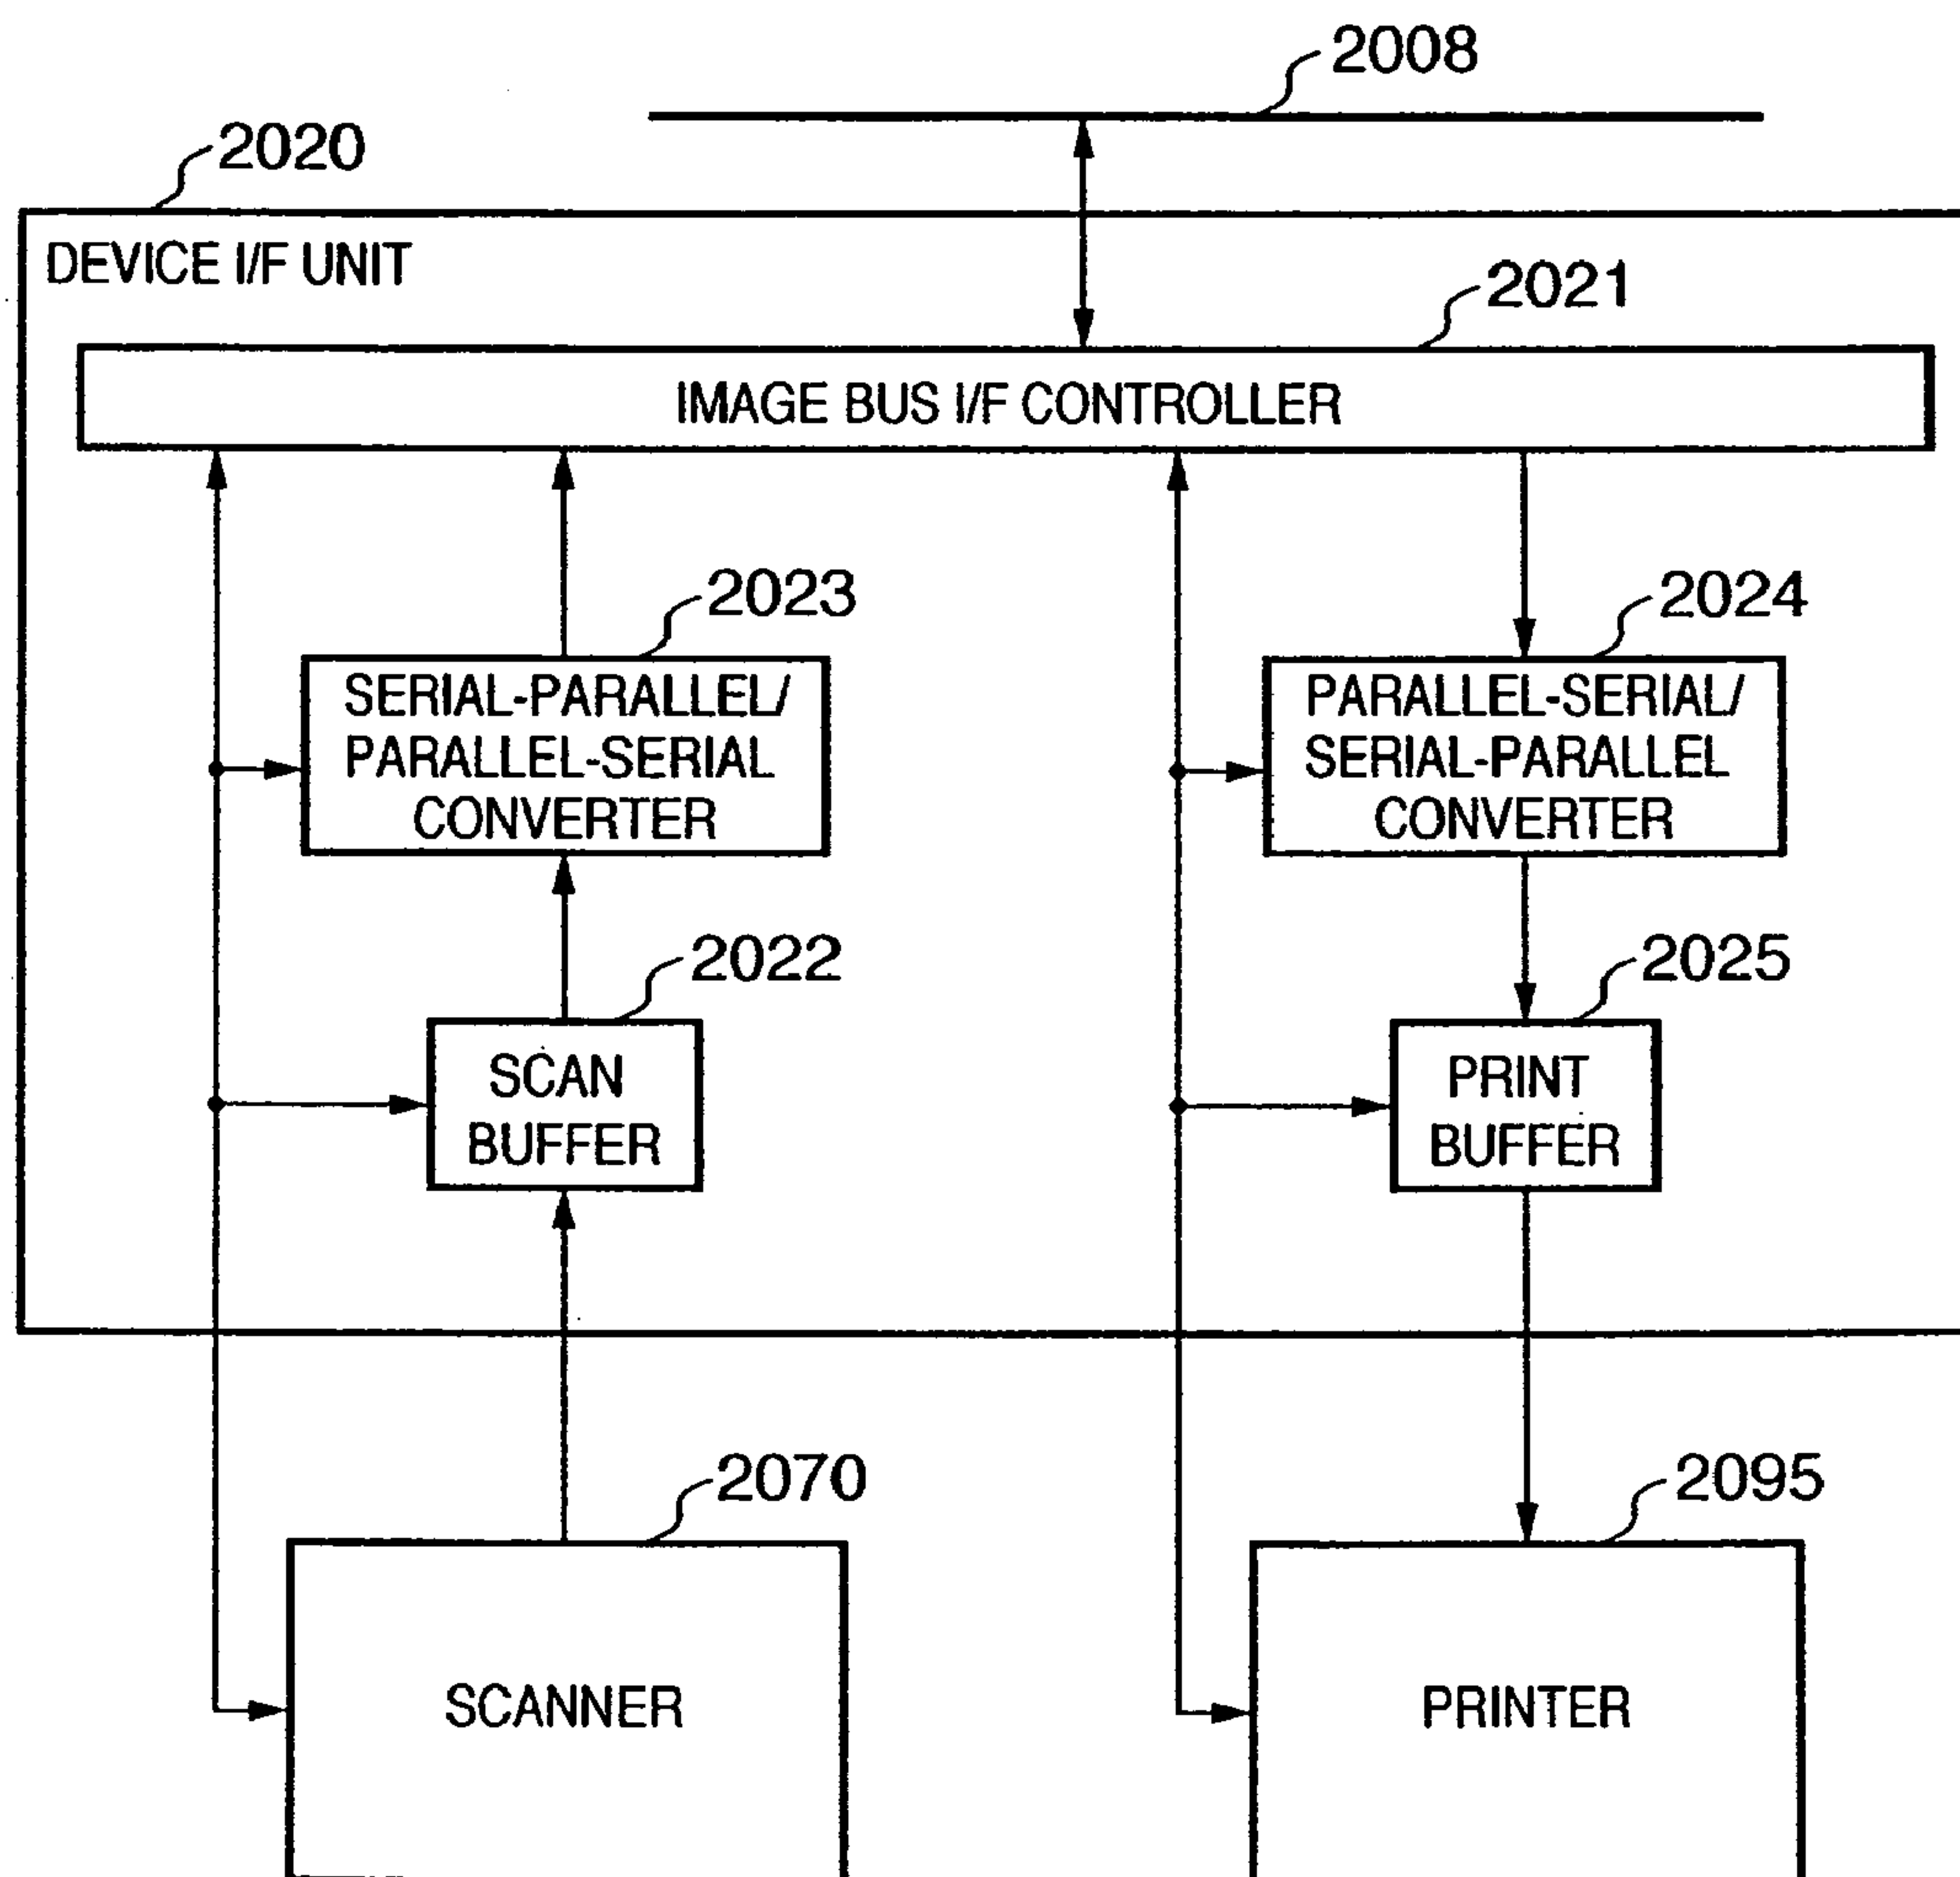 2008
2020
DEVICE I/F UNIT
2021
IMAGE BUS I/F CONTROLLER
2023
2024
SERIAL-PARALLEL/
PARALLEL-SERIAL
CONVERTER
PARALLEL-SERIAL/
SERIAL-PARALLEL
CONVERTER
2022
2025
SCAN
BUFFER
PRINT
BUFFER
2070
2095
SCANNER
PRINTER